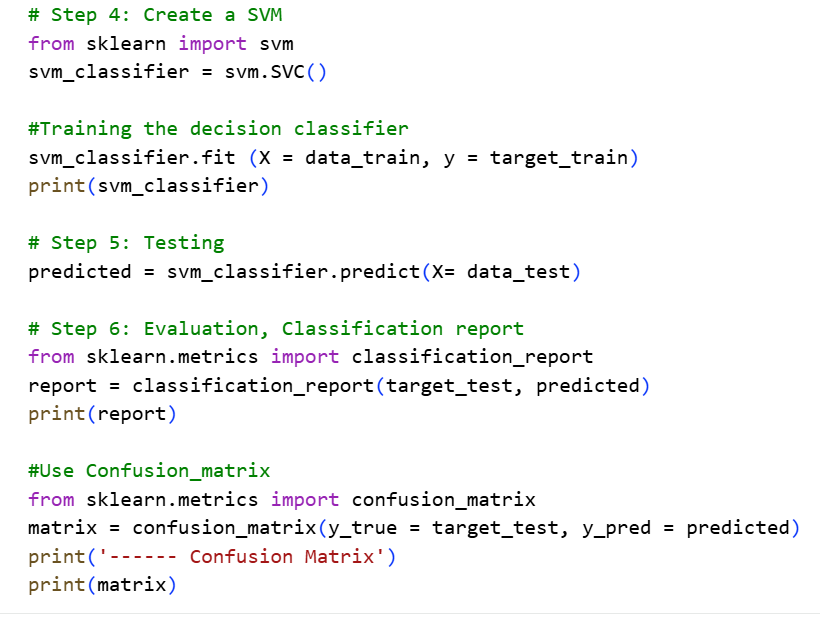 # Step 4: Create a SVM
from sklearn import svm
svm_classifier = svm.SVC()
#Training the decision classifier
svm_classifier.fit (X = data_train, y = target_train)
print(svm_classifier)
# Step 5: Testing
predicted = svm_classifier.predict(X= data_test)
# Step 6: Evaluation, Classification report
from sklearn.metrics import classification_report
report = classification_report(target_test, predicted)
print(report)
#Use Confusion_matrix
from sklearn.metrics import confusion_matrix
matrix = confusion_matrix(y_true = target_test, y_pred = predicted)
print('------ Confusion Matrix')
print(matrix)